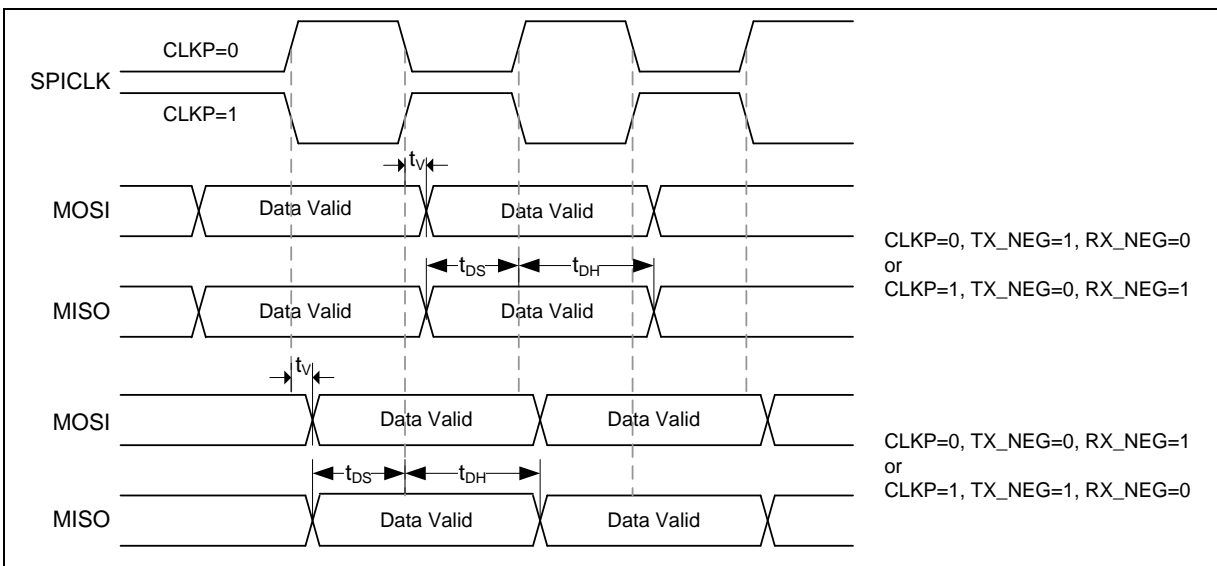 CLKP=0
SPICLK
CLKP=1
tV
MOSI
Data Valid
Data Valid
CLKP=0, TX_NEG=1, RX_NEG=0
or
CLKP=1, TX_NEG=0, RX_NEG=1
tDS
tDH
MISO
Data Valid
Data Valid
tV
MOSI
Data Valid
Data Valid
CLKP=0, TX_NEG=0, RX_NEG=1
or
CLKP=1, TX_NEG=1, RX_NEG=0
tDS
tDH
MISO
Data Valid
Data Valid